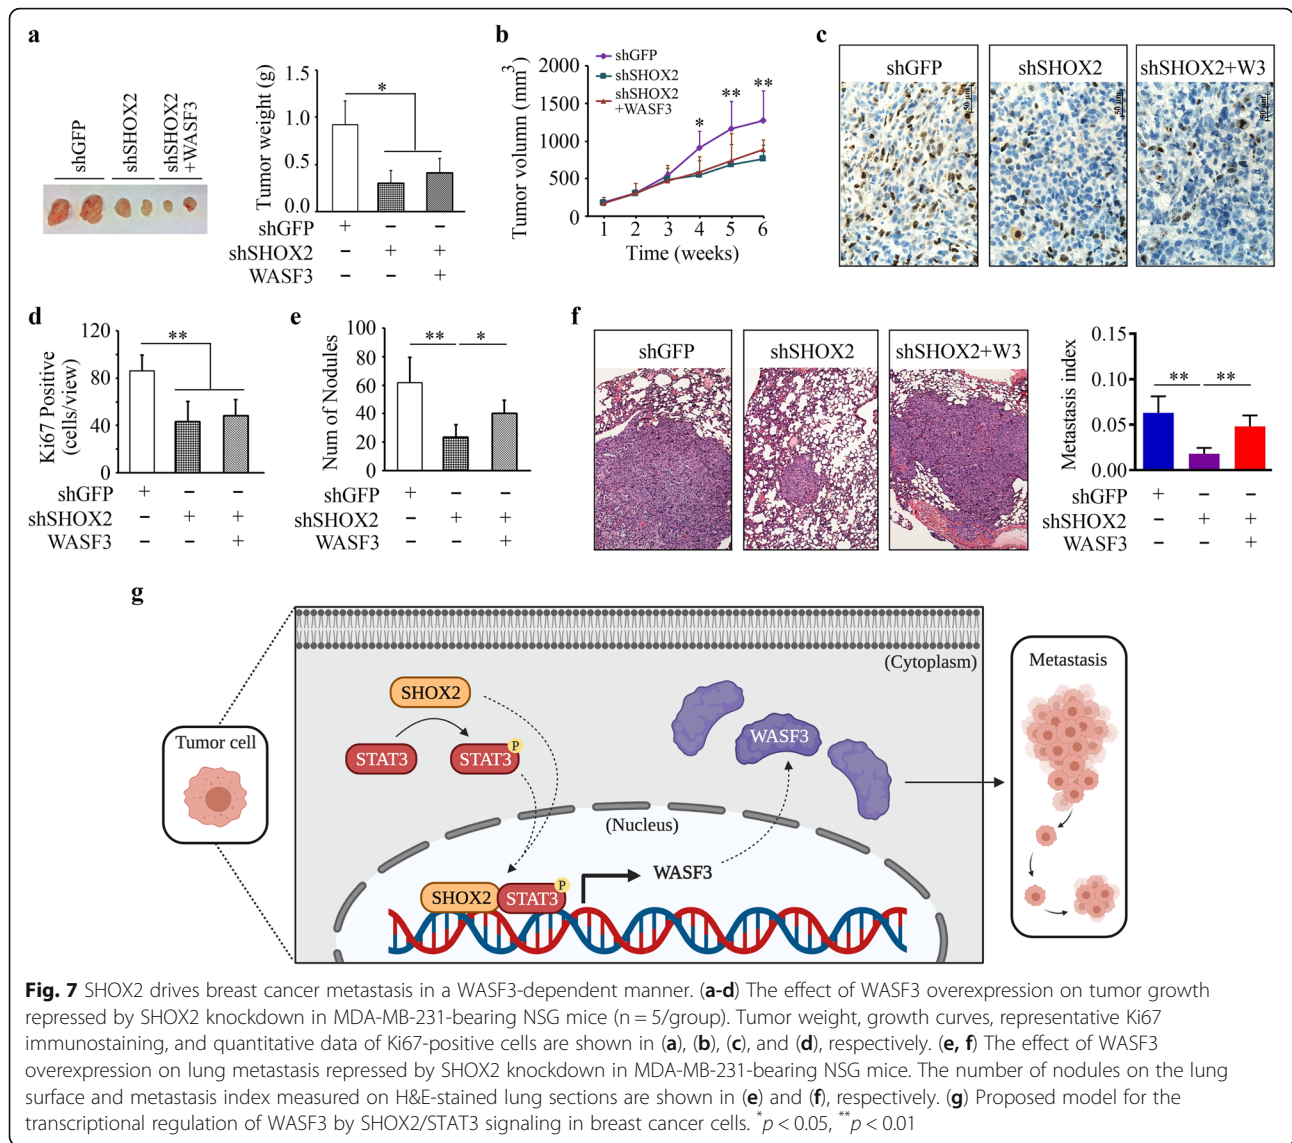 a
shGFP
shSHOX2
shSHOX2
+WASF3
Tumor weight (g)
1.5
1.0
0.5
0.0
*
shGFP + − −
shSHOX2 − + +
WASF3 − − +
b
shGFP
shSHOX2
shSHOX2
+WASF3
Tumor volumn (mm3)
2000
1500
1000
500
0
* ** **
1 2 3 4 5 6
Time (weeks)
c
shGFP shSHOX2 shSHOX2+W3
50 μm
50 μm
50 μm
d
Ki67 Positive
(cells/view)
120
80
40
0
**
shGFP + − −
shSHOX2 − + +
WASF3 − − +
e
Num of Nodules
100
80
60
40
20
0
** *
shGFP + − −
shSHOX2 − + +
WASF3 − − +
f
shGFP shSHOX2 shSHOX2+W3
Metastasis index
0.15
0.10
0.05
0.00
** **
shGFP + − −
shSHOX2 − + +
WASF3 − − +
g
Tumor cell
(Cytoplasm)
SHOX2
STAT3
STAT3
P
WASF3
(Nucleus)
WASF3
SHOX2
STAT3
P
Metastasis
Fig. 7 SHOX2 drives breast cancer metastasis in a WASF3-dependent manner. (a-d) The effect of WASF3 overexpression on tumor growth
repressed by SHOX2 knockdown in MDA-MB-231-bearing NSG mice (n = 5/group). Tumor weight, growth curves, representative Ki67
immunostaining, and quantitative data of Ki67-positive cells are shown in (a), (b), (c), and (d), respectively. (e, f) The effect of WASF3
overexpression on lung metastasis repressed by SHOX2 knockdown in MDA-MB-231-bearing NSG mice. The number of nodules on the lung
surface and metastasis index measured on H&E-stained lung sections are shown in (e) and (f), respectively. (g) Proposed model for the
transcriptional regulation of WASF3 by SHOX2/STAT3 signaling in breast cancer cells. *p < 0.05, **p < 0.01